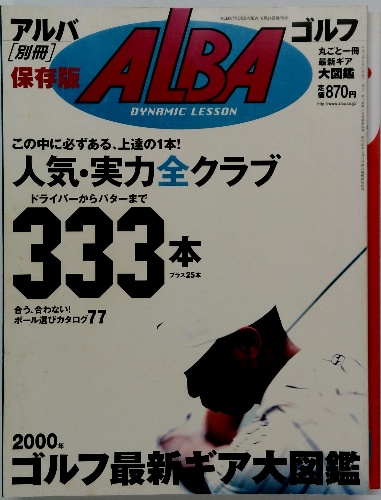 アルバ
[別冊]
保存版
ALBA
DYNAMIC LESSON
ゴルフ
丸ごと一冊
最新ギア
大図鑑
定価870円
この中に必ずある、上達の1本!
人気・実力全クラブ
ドライバーからパターまで
333本
プラス25本
合う、合わない!
ボール選びカタログ77
2000年
ゴルフ最新ギア大図鑑